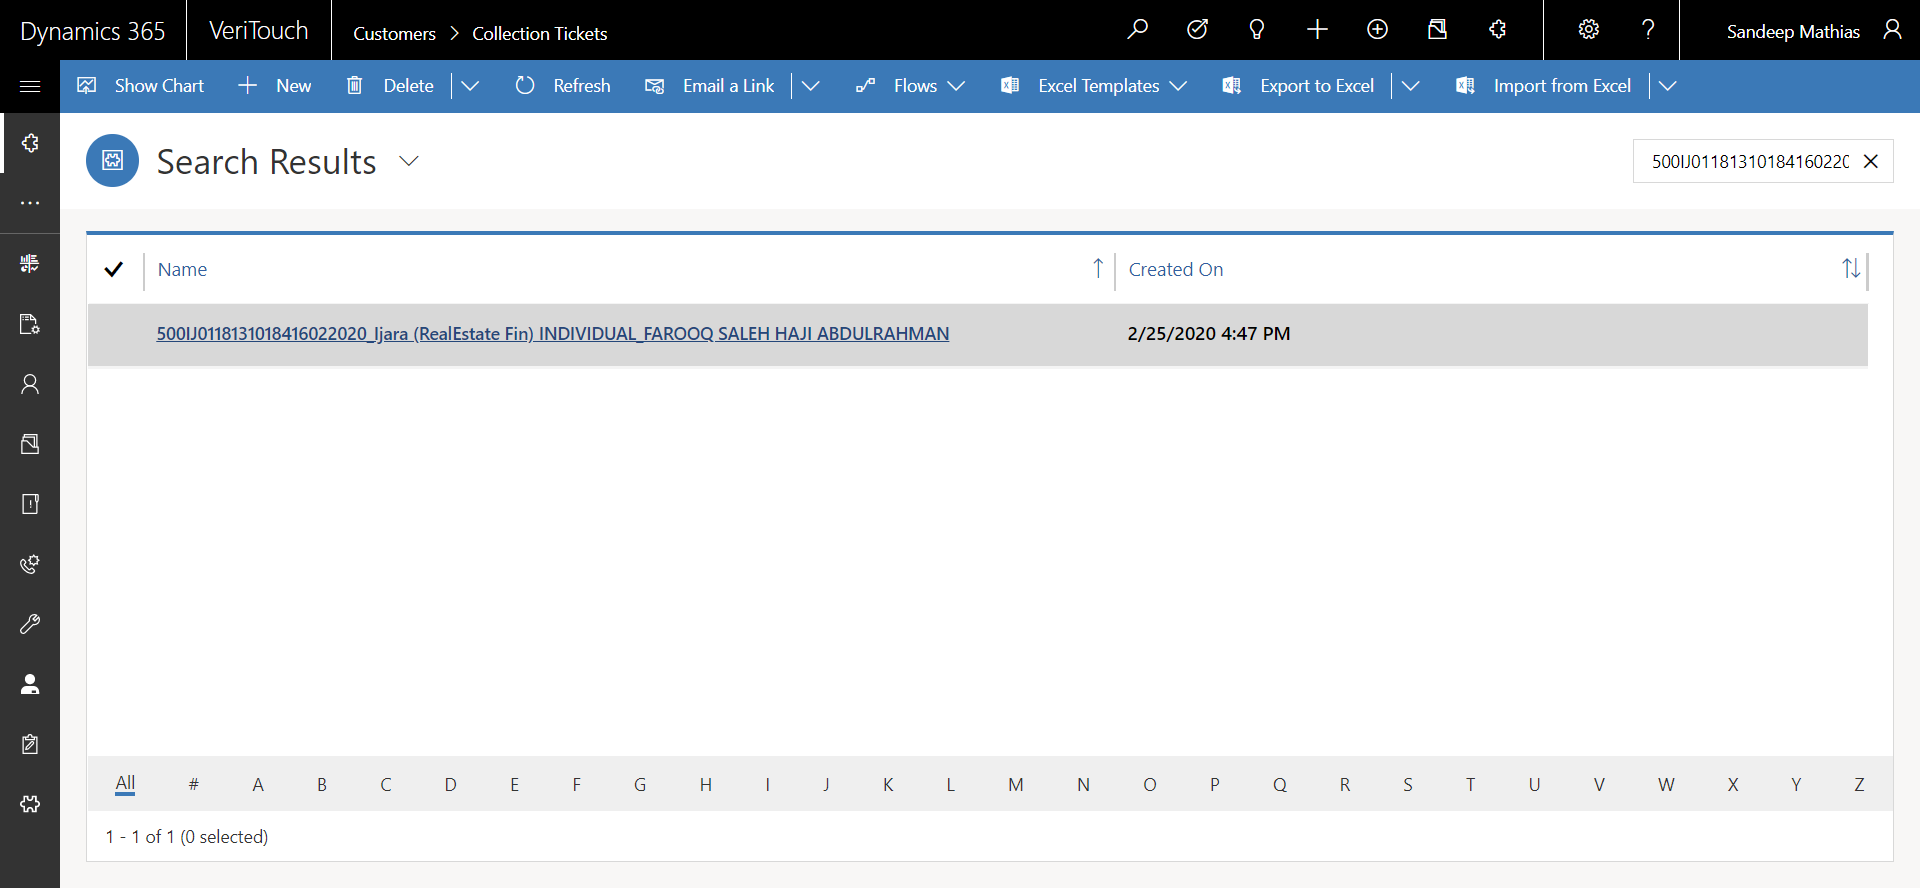 Dynamics 365 VeriTouch Customers > Collection Tickets ? Sandeep Mathias
Show Chart New Delete Refresh Email a Link Flows Excel Templates Export to Excel Import from Excel
Search Results 500IJ0118131018416022​0
Name Created On
500IJ0118131018416022020_Ijara (RealEstate Fin) INDIVIDUAL_FAROOQ SALEH HAJI ABDULRAHMAN 2/25/2020 4:47 PM
All # A B C D E F G H I J K L M N O P Q R S T U V W X Y Z
1 - 1 of 1 (0 selected)